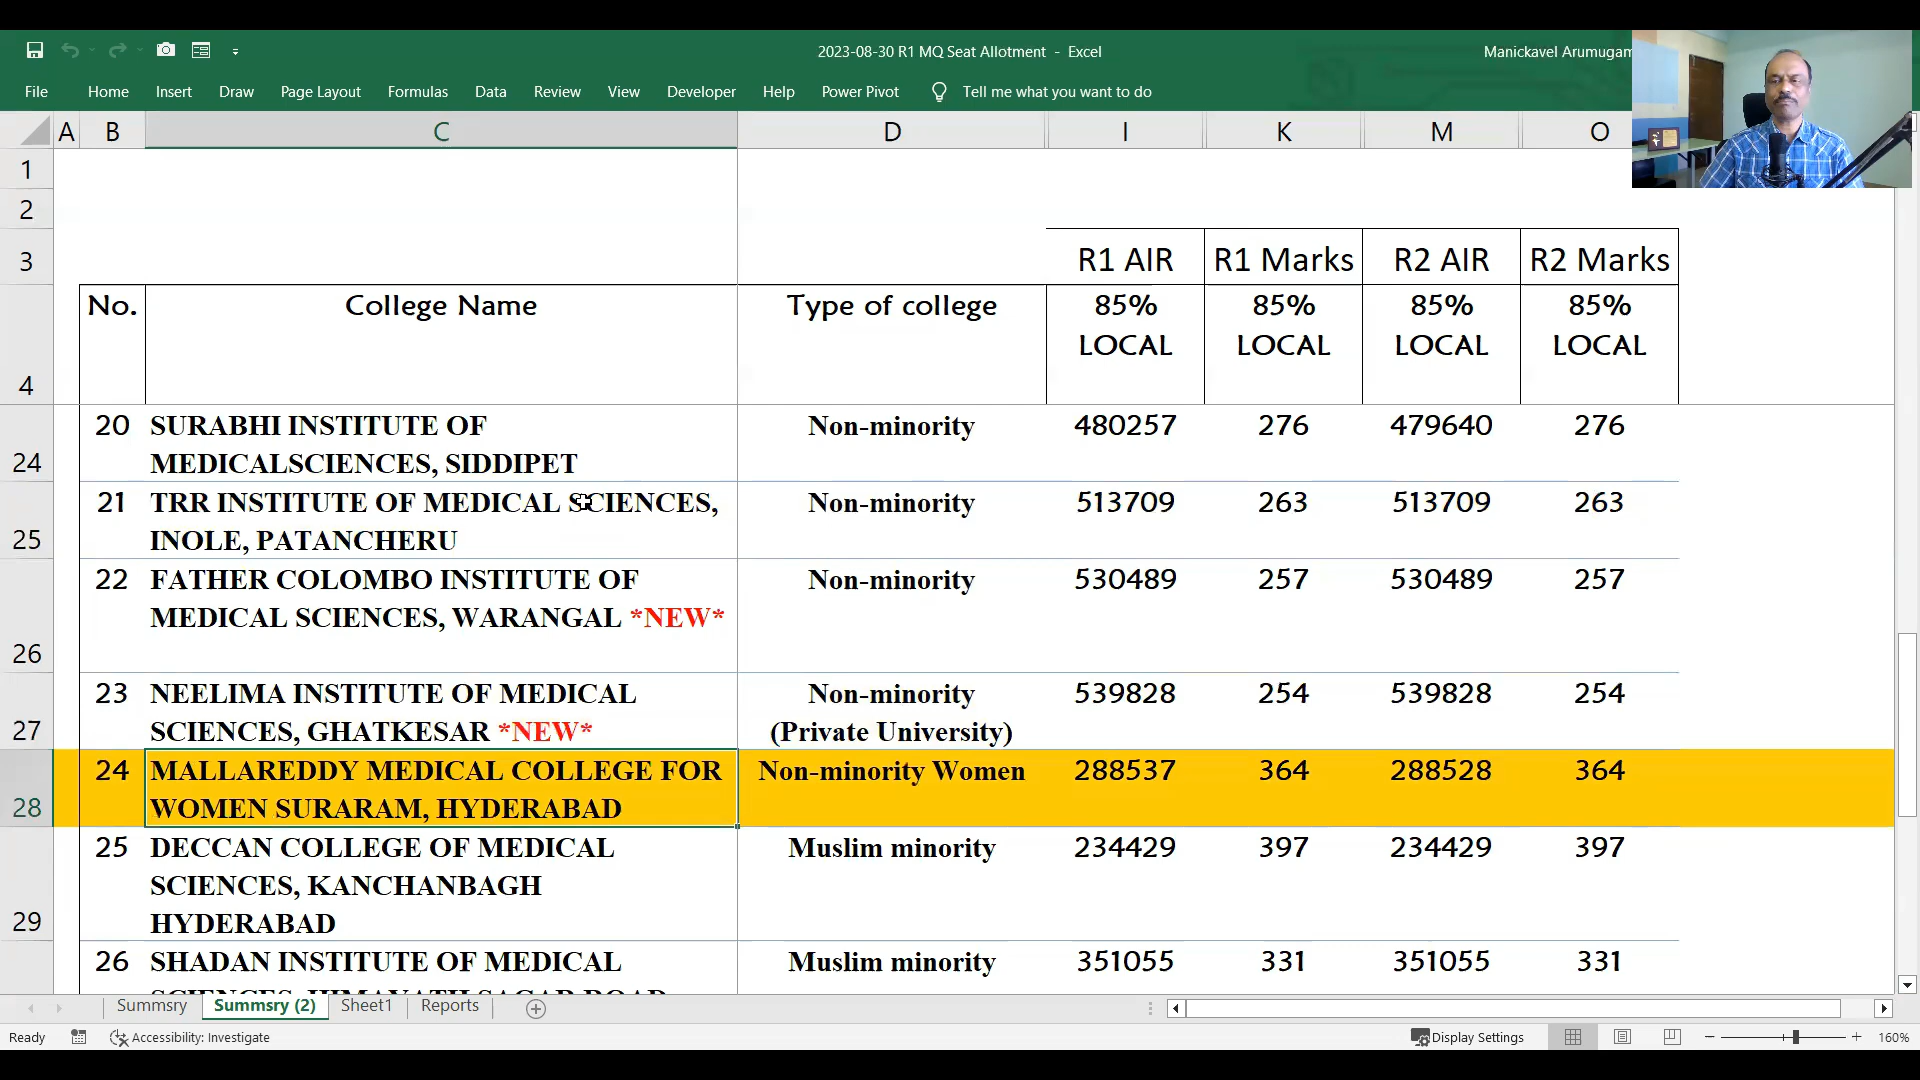 2023-08-30 R1 MQ Seat Allotment - Excel
Manickavel Arumugam
File Home Insert Draw Page Layout Formulas Data Review View Developer Help Power Pivot Tell me what you want to do
A B C D I K M O
1
2
3 R1 AIR R1 Marks R2 AIR R2 Marks
No. College Name Type of college 85% 85% 85% 85%
LOCAL LOCAL LOCAL LOCAL
4
20 SURABHI INSTITUTE OF Non-minority 480257 276 479640 276
24 MEDICALSCIENCES, SIDDIPET
21 TRR INSTITUTE OF MEDICAL SCIENCES, Non-minority 513709 263 513709 263
25 INOLE, PATANCHERU
22 FATHER COLOMBO INSTITUTE OF Non-minority 530489 257 530489 257
MEDICAL SCIENCES, WARANGAL *NEW*
26
23 NEELIMA INSTITUTE OF MEDICAL Non-minority 539828 254 539828 254
27 SCIENCES, GHATKESAR *NEW* (Private University)
24 MALLAREDDY MEDICAL COLLEGE FOR Non-minority Women 288537 364 288528 364
28 WOMEN SURARAM, HYDERABAD
25 DECCAN COLLEGE OF MEDICAL Muslim minority 234429 397 234429 397
SCIENCES, KANCHANBAGH
29 HYDERABAD
26 SHADAN INSTITUTE OF MEDICAL Muslim minority 351055 331 351055 331
Summsry Summsry (2) Sheet1 Reports
Ready Accessibility: Investigate Display Settings 160%